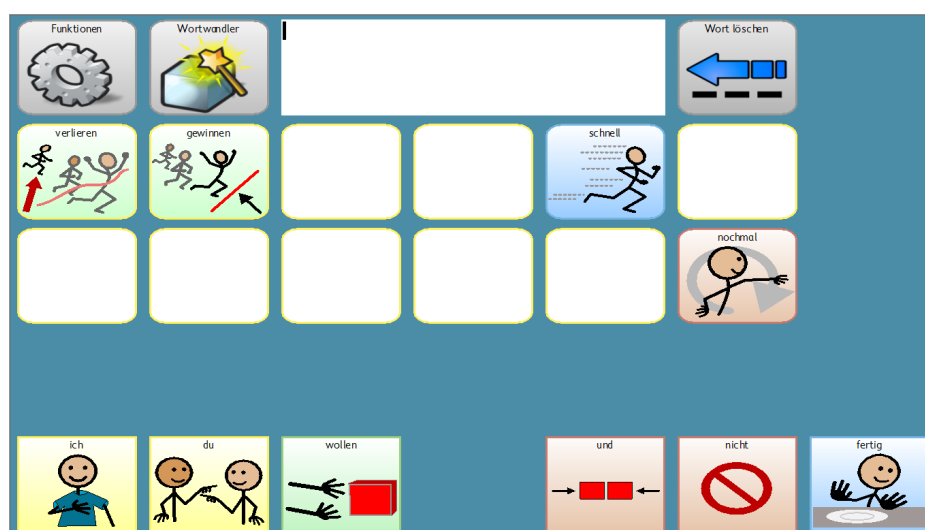 Funktionen
Wortwandler
Wort löschen
verlieren
gewinnen
schnell
nochmal
ich
du
wollen
und
nicht
fertig